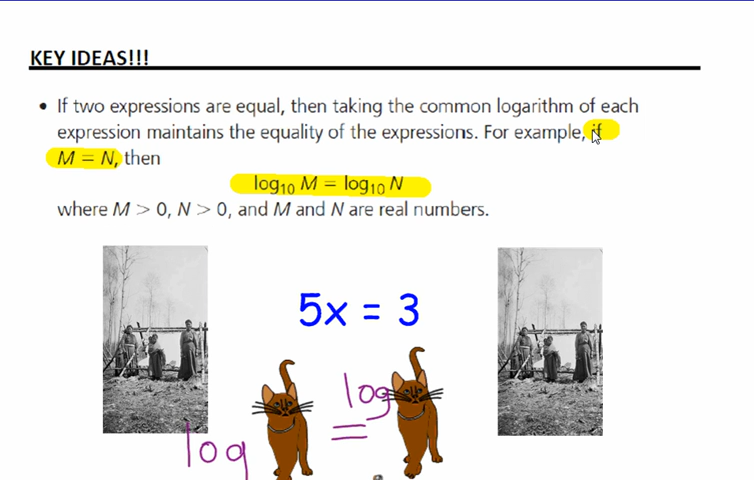 KEY IDEAS!!!
• If two expressions are equal, then taking the common logarithm of each
expression maintains the equality of the expressions. For example, if
M = N, then
log₁₀ M = log₁₀ N
where M > 0, N > 0, and M and N are real numbers.
5x = 3
log = log